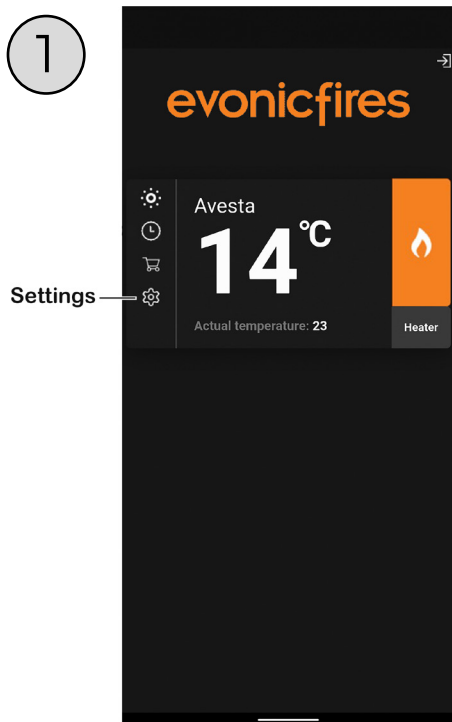 1
evonicfires
Avesta
14°C
Settings
Actual temperature: 23
Heater